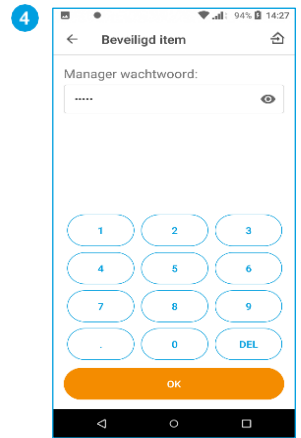 4
94% 14:27
Beveiligd item
Manager wachtwoord:
•••••
1 2 3
4 5 6
7 8 9
. 0 DEL
OK